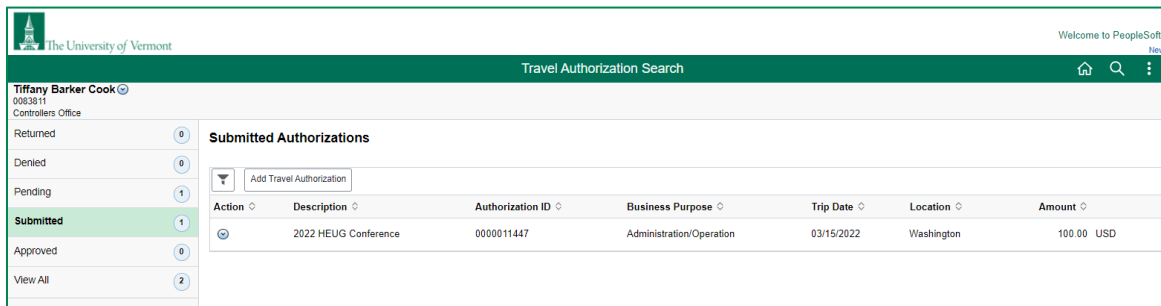 The University of Vermont
Welcome to PeopleSoft
Travel Authorization Search
Tiffany Barker Cook
0083811
Controllers Office
Returned 0
Denied 0
Pending 1
Submitted 1
Approved 0
View All 2
Submitted Authorizations
Add Travel Authorization
Action Description Authorization ID Business Purpose Trip Date Location Amount
2022 HEUG Conference 0000011447 Administration/Operation 03/15/2022 Washington 100.00 USD